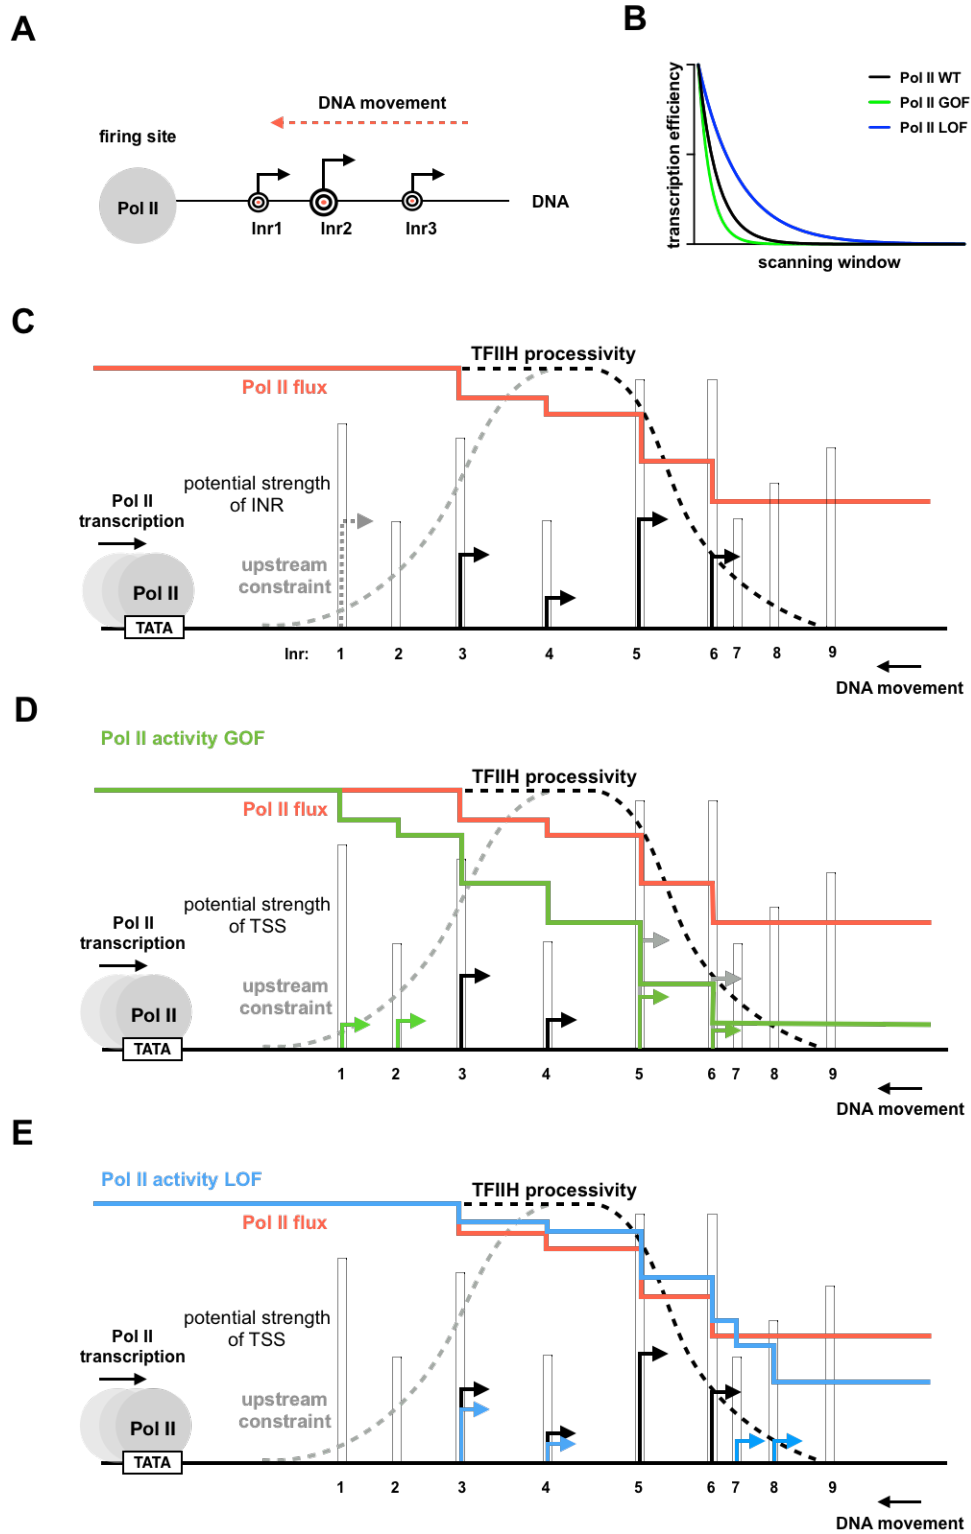 A
DNA movement
firing site
Pol II
DNA
Inr1
Inr2
Inr3
B
transcription efficiency
Pol II WT
Pol II GOF
Pol II LOF
scanning window
C
TFIIH processivity
Pol II flux
potential strength
of INR
Pol II
transcription
upstream
constraint
Pol II
TATA
Inr:
1
2
3
4
5
6
7
8
9
DNA movement
D
Pol II activity GOF
TFIIH processivity
Pol II flux
potential strength
of TSS
Pol II
transcription
upstream
constraint
Pol II
TATA
1
2
3
4
5
6
7
8
9
DNA movement
E
Pol II activity LOF
TFIIH processivity
Pol II flux
potential strength
of TSS
Pol II
transcription
upstream
constraint
Pol II
TATA
1
2
3
4
5
6
7
8
9
DNA movement